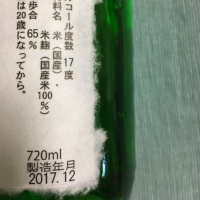 コール度数 17度
料名 米(国産)・
米麹(国産米100%)
歩合 65%
は20歳になってから。
720ml
製造年月
2017.12